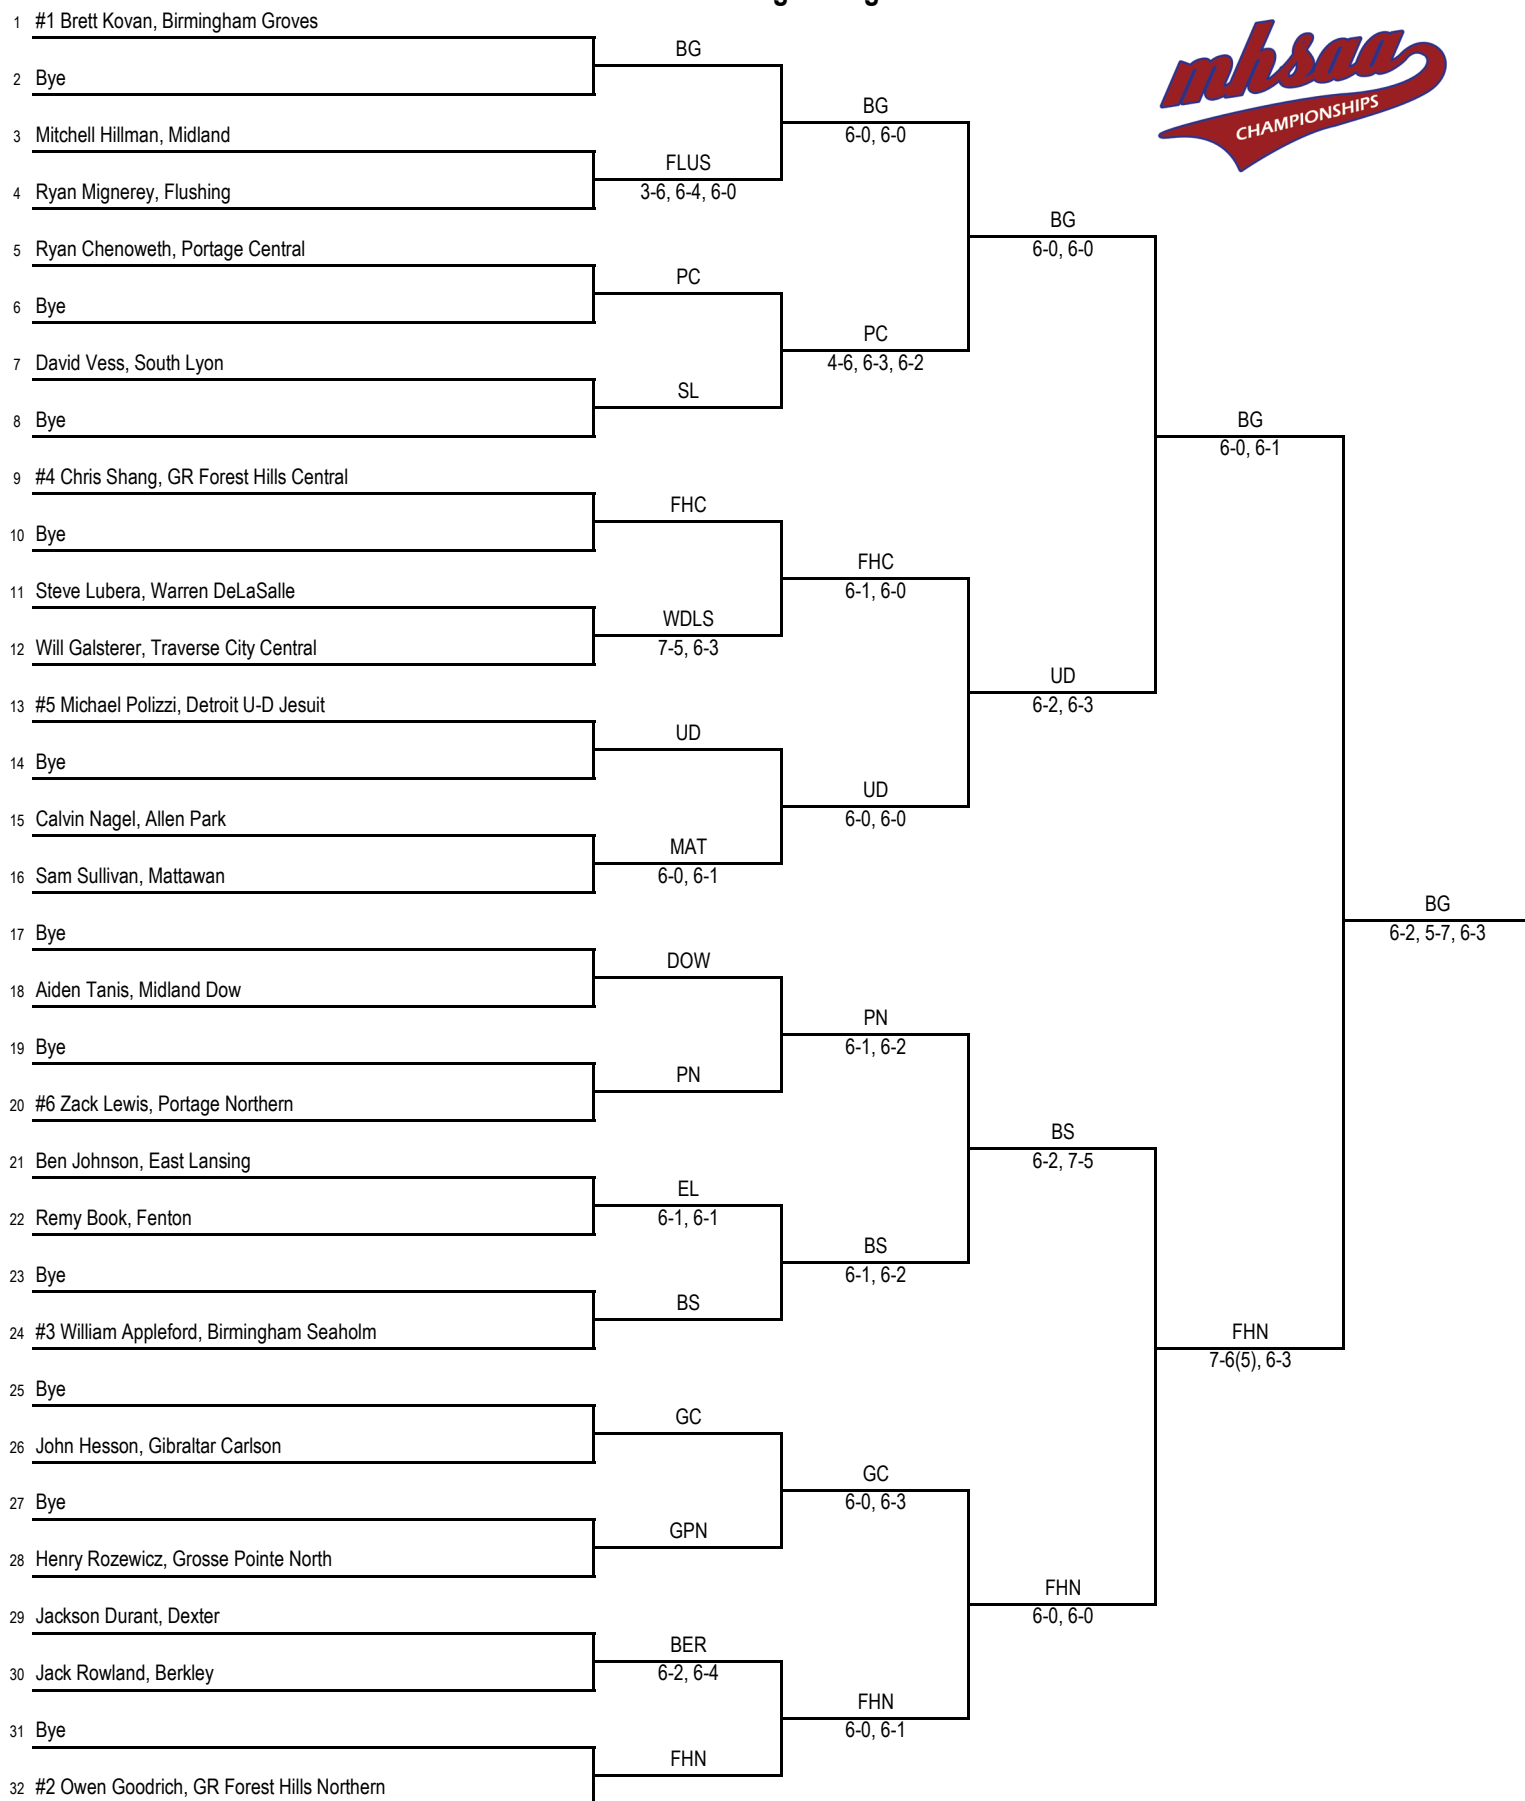 1 #1 Brett Kovan, Birmingham Groves
2 Bye
3 Mitchell Hillman, Midland
4 Ryan Mignerey, Flushing
5 Ryan Chenoweth, Portage Central
6 Bye
7 David Vess, South Lyon
8 Bye
9 #4 Chris Shang, GR Forest Hills Central
10 Bye
11 Steve Lubera, Warren DeLaSalle
12 Will Galsterer, Traverse City Central
13 #5 Michael Polizzi, Detroit U-D Jesuit
14 Bye
15 Calvin Nagel, Allen Park
16 Sam Sullivan, Mattawan
17 Bye
18 Aiden Tanis, Midland Dow
19 Bye
20 #6 Zack Lewis, Portage Northern
21 Ben Johnson, East Lansing
22 Remy Book, Fenton
23 Bye
24 #3 William Appleford, Birmingham Seaholm
25 Bye
26 John Hesson, Gibraltar Carlson
27 Bye
28 Henry Rozewicz, Grosse Pointe North
29 Jackson Durant, Dexter
30 Jack Rowland, Berkley
31 Bye
32 #2 Owen Goodrich, GR Forest Hills Northern
BG
FLUS
3-6, 6-4, 6-0
PC
SL
FHC
WDLS
7-5, 6-3
UD
MAT
6-0, 6-1
DOW
PN
EL
6-1, 6-1
BS
GC
GPN
BER
6-2, 6-4
FHN
BG
6-0, 6-0
PC
4-6, 6-3, 6-2
FHC
6-1, 6-0
UD
6-0, 6-0
PN
6-1, 6-2
BS
6-1, 6-2
GC
6-0, 6-3
FHN
6-0, 6-1
BG
6-0, 6-0
UD
6-2, 6-3
BS
6-2, 7-5
FHN
6-0, 6-0
BG
6-0, 6-1
FHN
7-6(5), 6-3
BG
6-2, 5-7, 6-3
mhsaa
CHAMPIONSHIPS